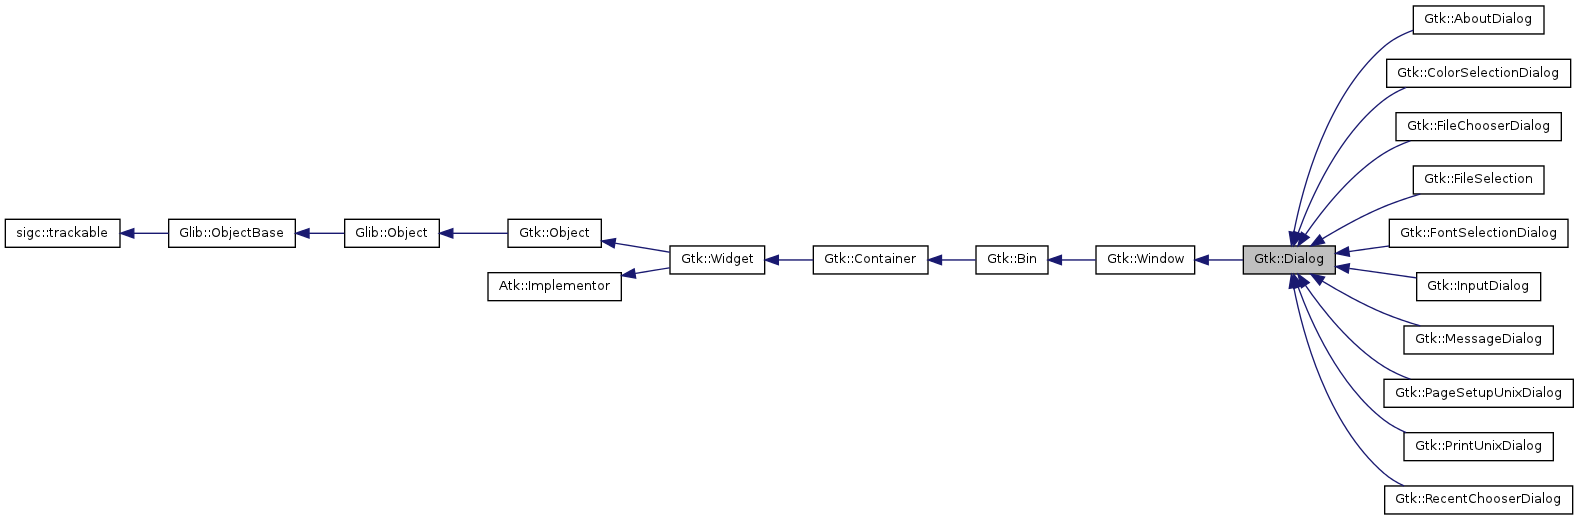 Gtk::AboutDialog
Gtk::ColorSelectionDialog
Gtk::FileChooserDialog
Gtk::FileSelection
sigc::trackable
Glib::ObjectBase
Glib::Object
Gtk::Object
Gtk::FontSelectionDialog
Gtk::Widget
Gtk::Container
Gtk::Bin
Gtk::Window
Gtk::Dialog
Atk::Implementor
Gtk::InputDialog
Gtk::MessageDialog
Gtk::PageSetupUnixDialog
Gtk::PrintUnixDialog
Gtk::RecentChooserDialog